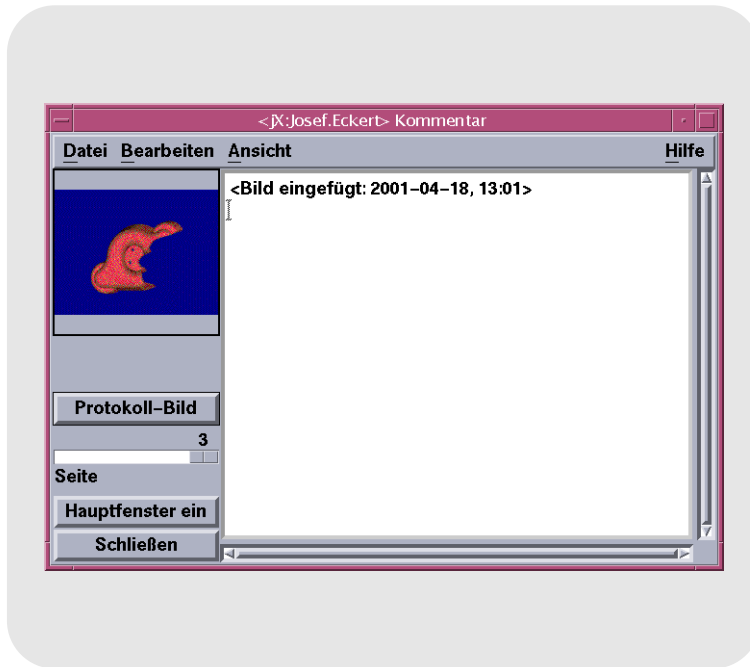 <jX:Josef.Eckert> Kommentar
Datei Bearbeiten Ansicht Hilfe
<Bild eingefügt: 2001-04-18, 13:01>
Protokoll-Bild
3
Seite
Hauptfenster ein
Schließen